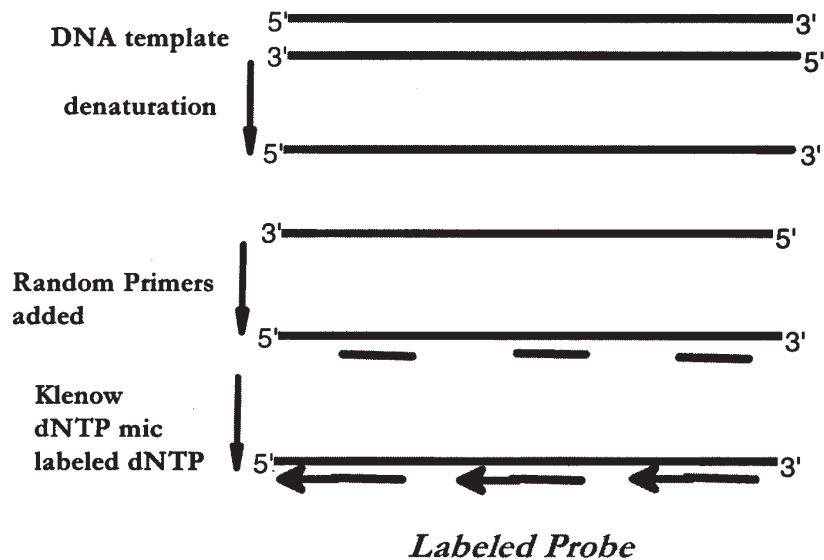 5' 3'
DNA template
3' 5'
denaturation
5' 3'
3' 5'
Random Primers
added
5' 3'
Klenow
dNTP mic
labeled dNTP
5' 3'
Labeled Probe